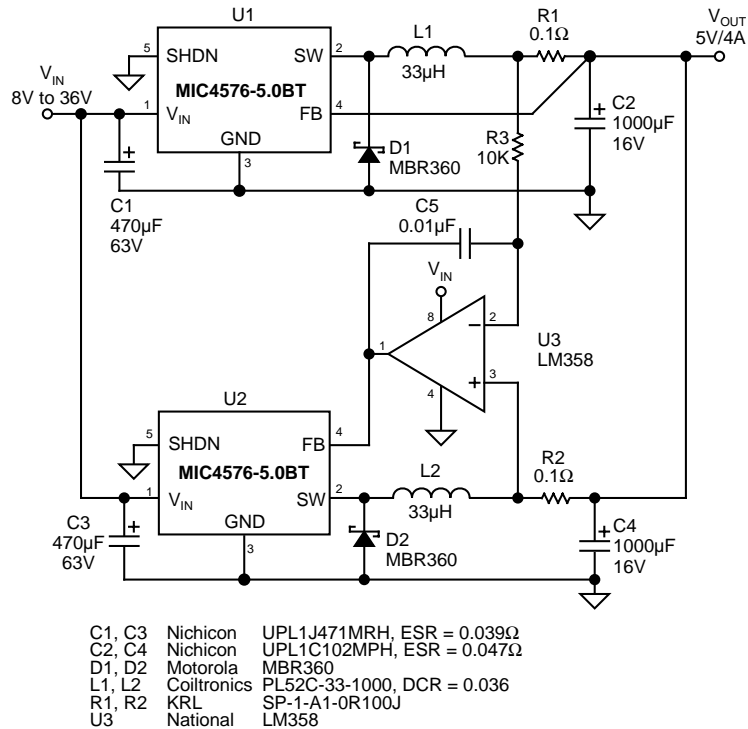 U1
5
SHDN
SW
2
MIC4576-5.0BT
1
V_IN
FB
4
GND
3
V_IN
8V to 36V
C1
470µF
63V
L1
33µH
R1
0.1Ω
V_OUT
5V/4A
D1
MBR360
R3
10K
C2
1000µF
16V
+
+
C5
0.01µF
V_IN
8
1
4
−
2
+
3
U3
LM358
U2
5
SHDN
FB
4
MIC4576-5.0BT
1
V_IN
SW
2
GND
3
C3
470µF
63V
+
L2
33µH
R2
0.1Ω
D2
MBR360
C4
1000µF
16V
+
C1, C3 Nichicon UPL1J471MRH, ESR = 0.039Ω
C2, C4 Nichicon UPL1C102MPH, ESR = 0.047Ω
D1, D2 Motorola MBR360
L1, L2 Coiltronics PL52C-33-1000, DCR = 0.036
R1, R2 KRL SP-1-A1-0R100J
U3 National LM358